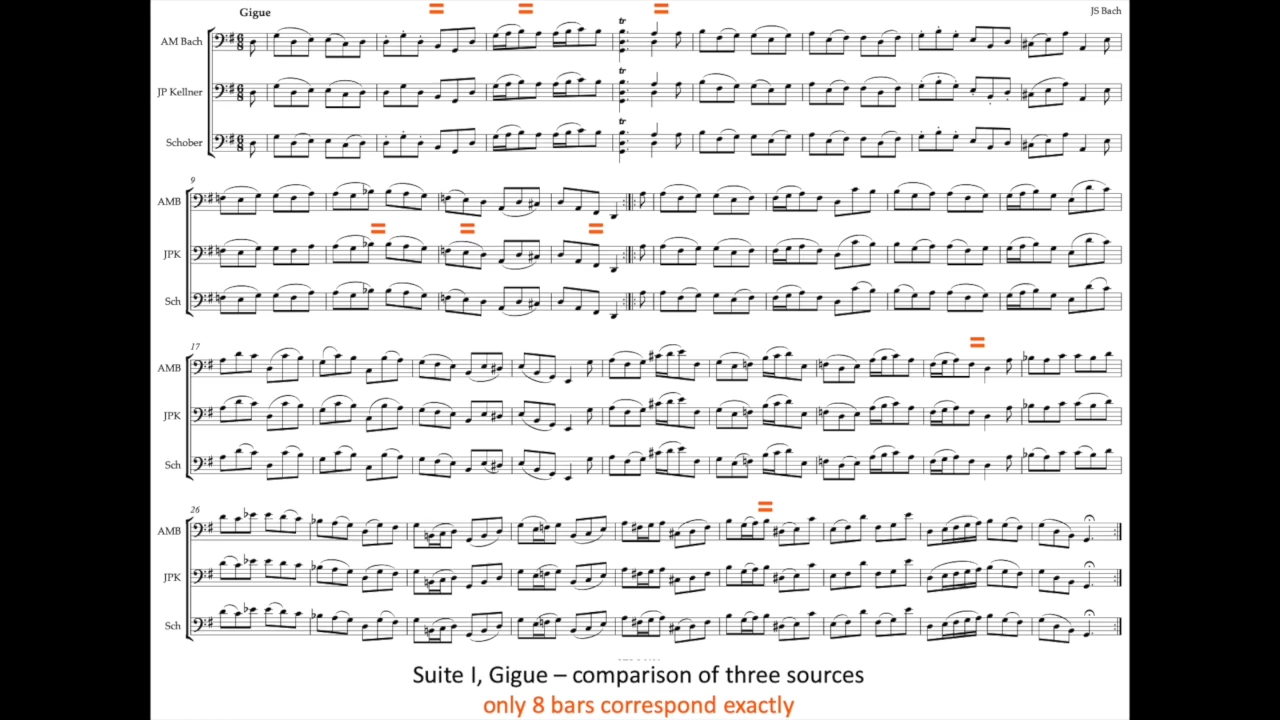 Gigue
JS Bach
AM Bach
JP Kellner
Schober
9
AMB
JPK
Sch
17
AMB
JPK
Sch
26
AMB
JPK
Sch
Suite I, Gigue – comparison of three sources
only 8 bars correspond exactly